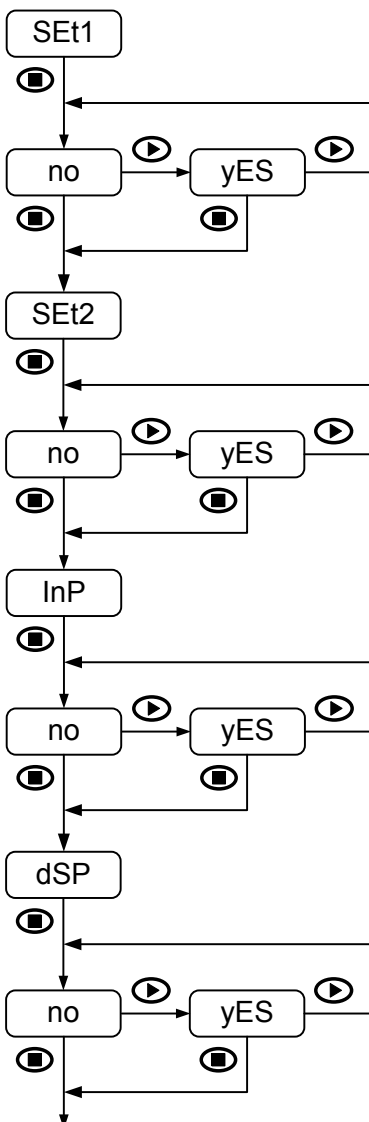 SEt1
no yES
SEt2
no yES
InP
no yES
dSP
no yES